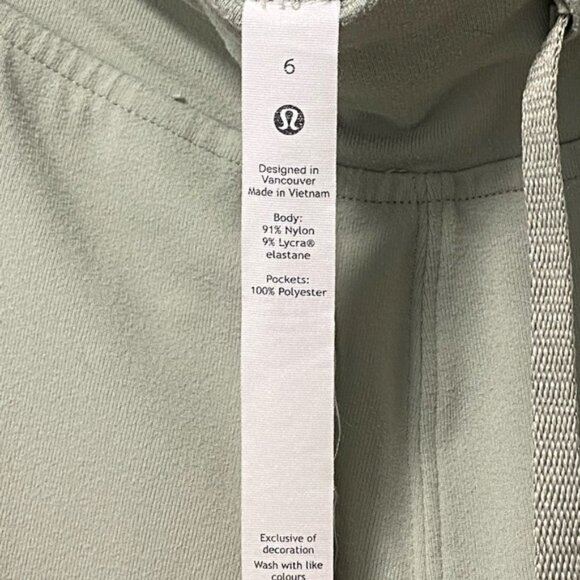 6
Designed in
Vancouver
Made in Vietnam
Body:
91% Nylon
9% Lycra®
elastane
Pockets:
100% Polyester
Exclusive of
decoration
Wash with like
colours